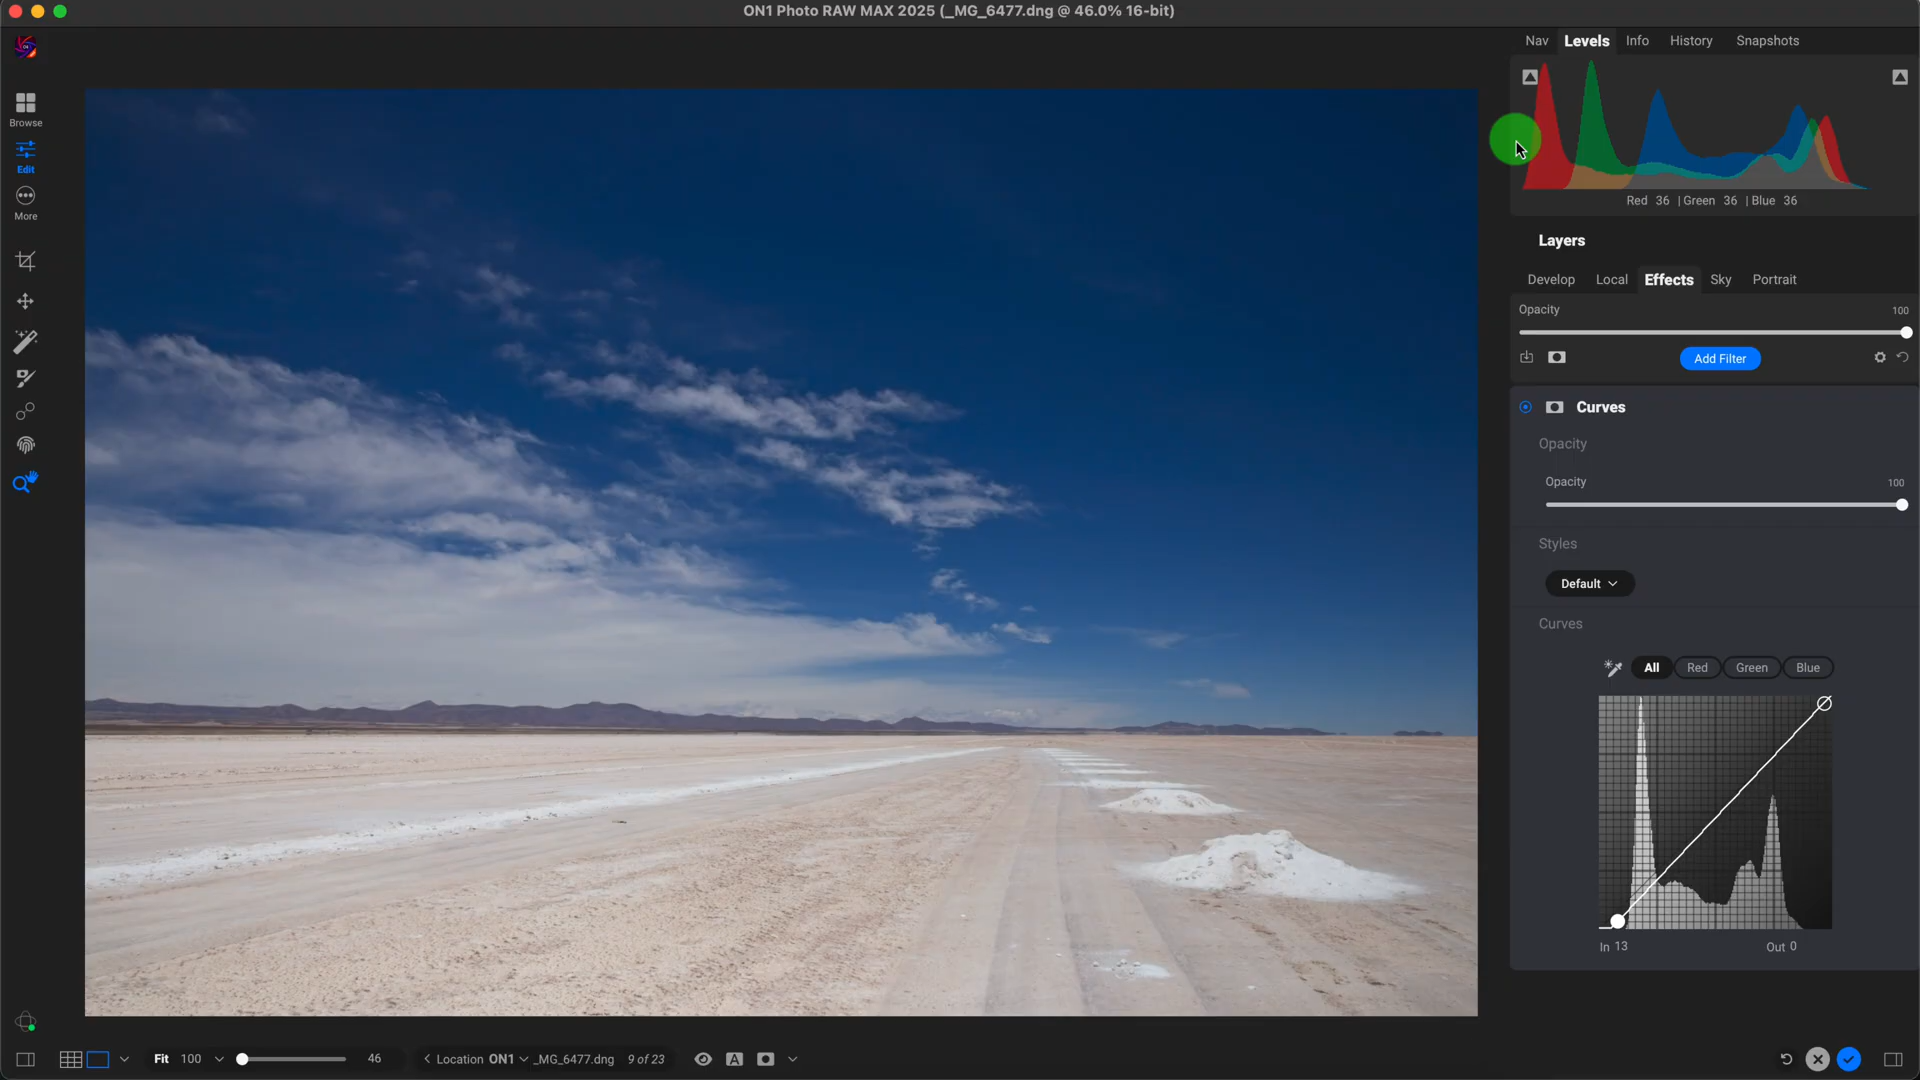 ON1 Photo RAW MAX 2025 (_MG_6477.dng @ 46.0% 16-bit)
Nav Levels Info History Snapshots
Browse
Edit
More
Red 36 | Green 36 | Blue 36
Layers
Develop Local Effects Sky Portrait
Opacity 100
Add Filter
Curves
Opacity
Opacity 100
Styles
Default
Curves
All Red Green Blue
In 13 Out 0
Fit 100 46 Location ON1 _MG_6477.dng 9 of 23 A